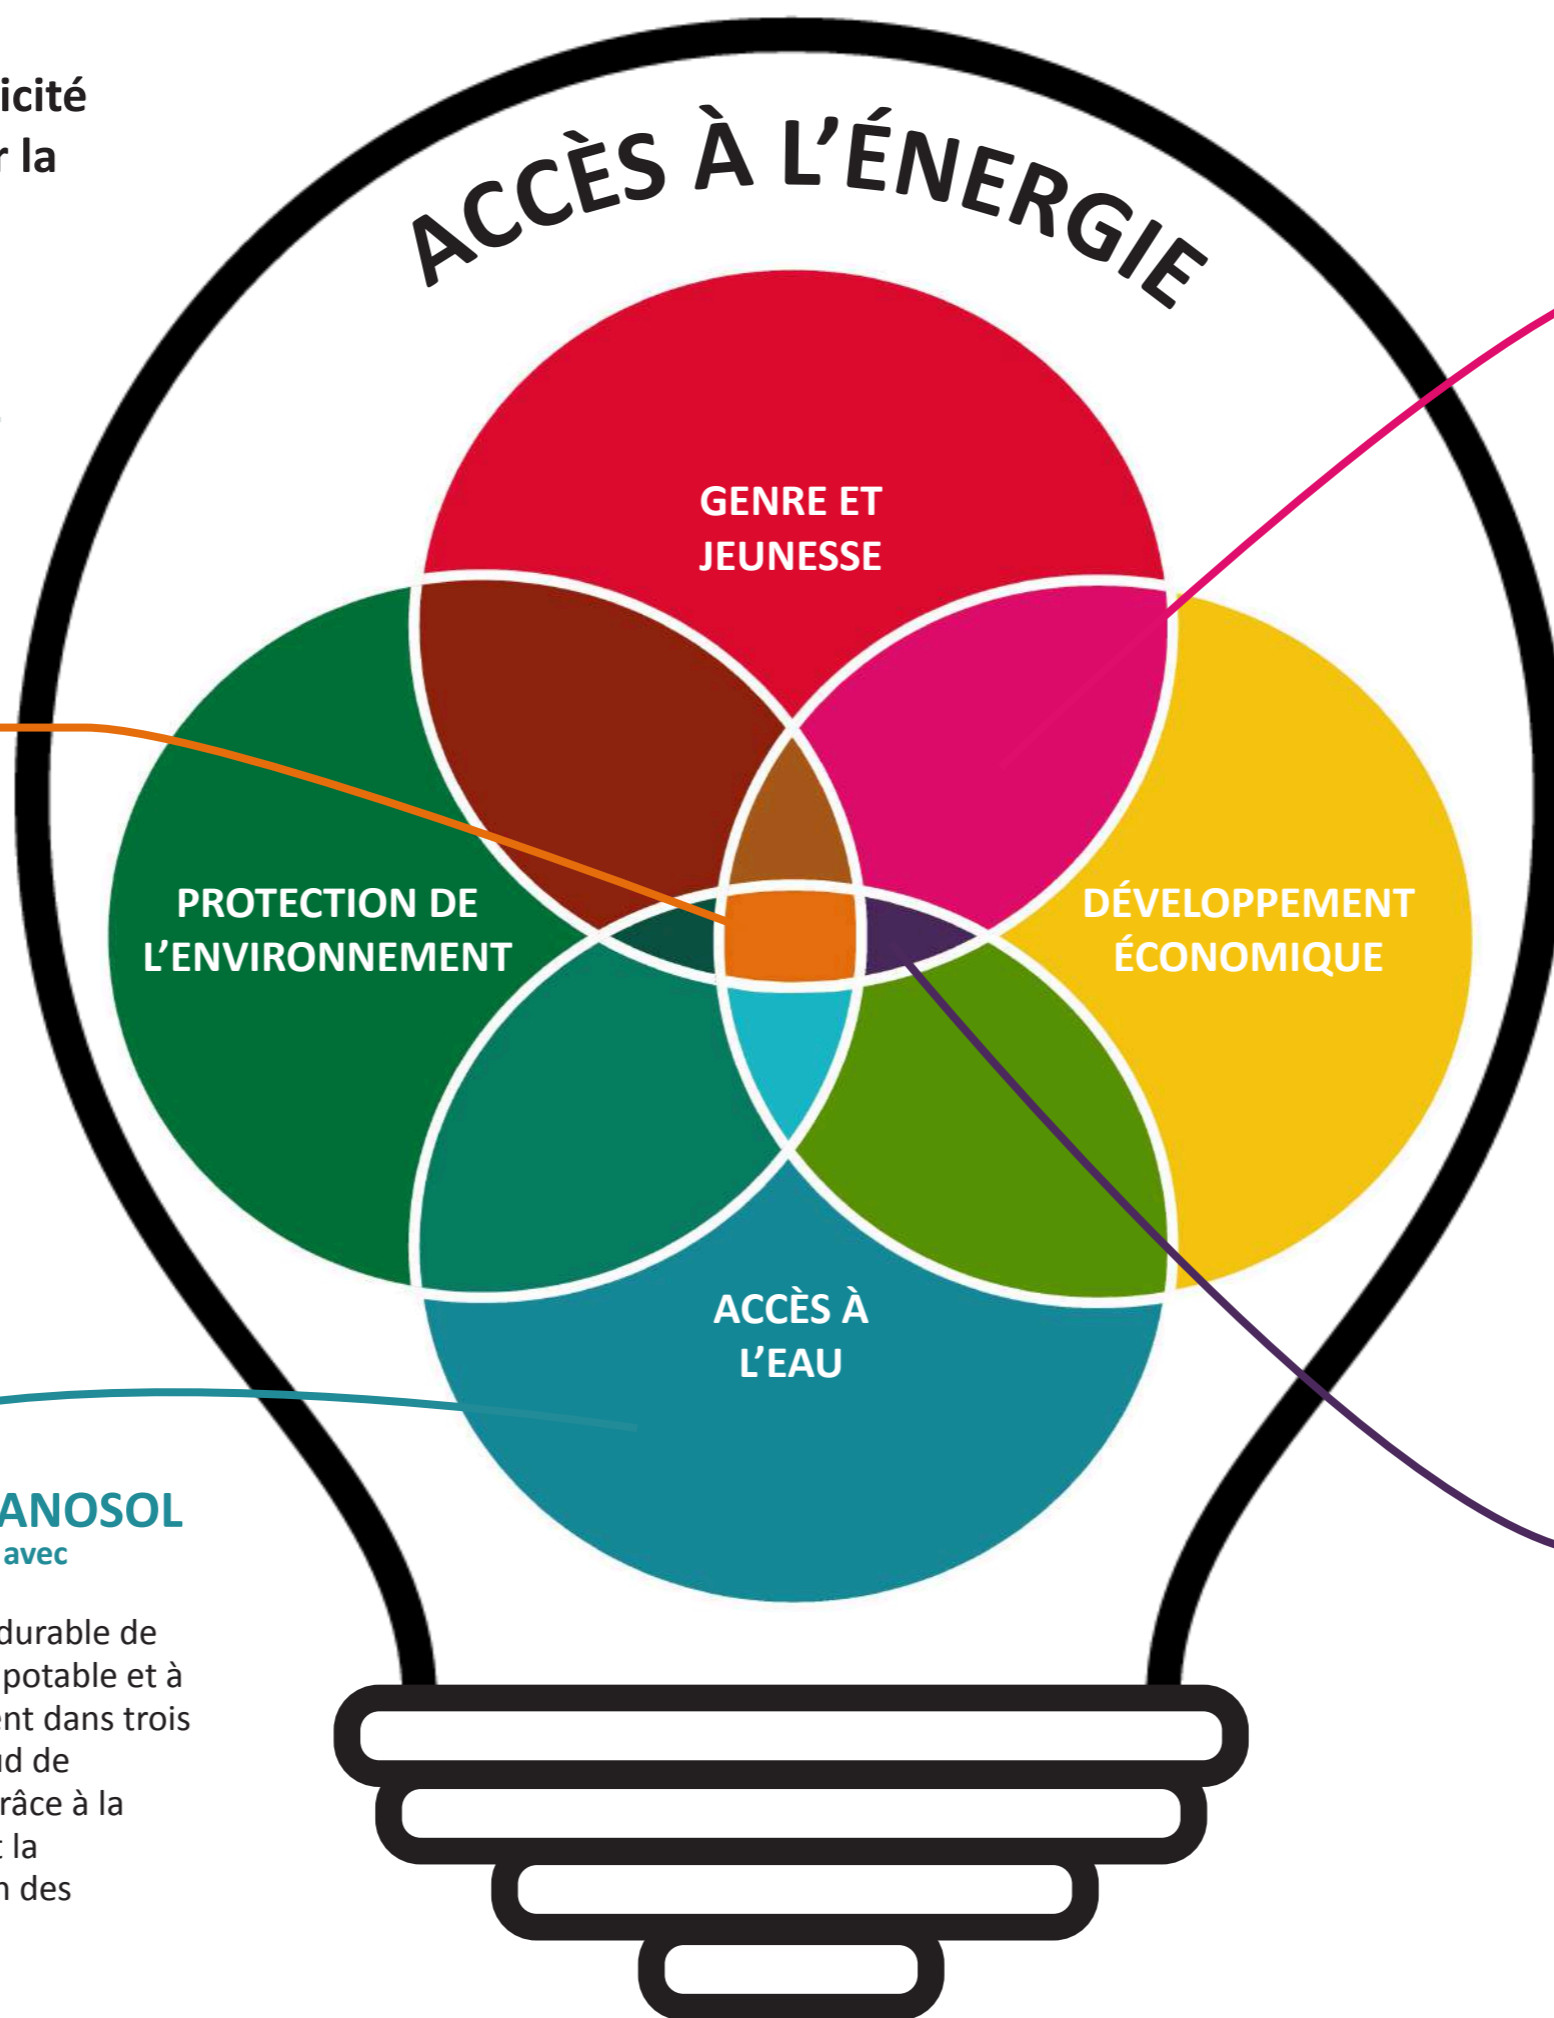 icité
r la
ACCÈS À L'ÉNERGIE
GENRE ET
JEUNESSE
PROTECTION DE
L'ENVIRONNEMENT
DÉVELOPPEMENT
ÉCONOMIQUE
ACCÈS À
L'EAU
ANOSOL
avec
durable de
potable et à
ent dans trois
ud de
râce à la
t la
n des